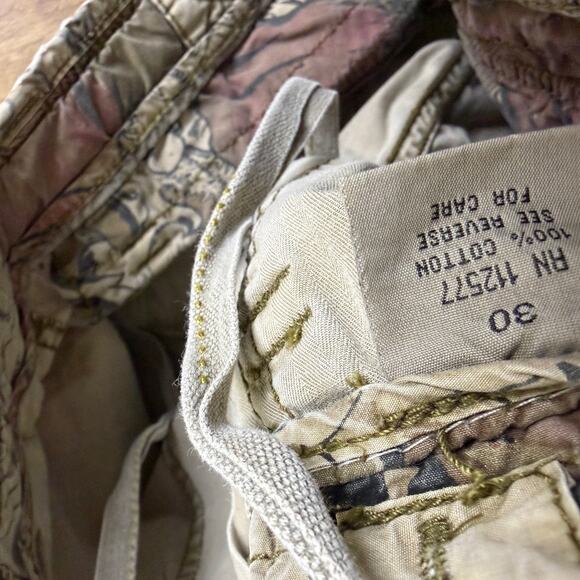 30
RN 112577
100% COTTON
SEE REVERSE
FOR CARE